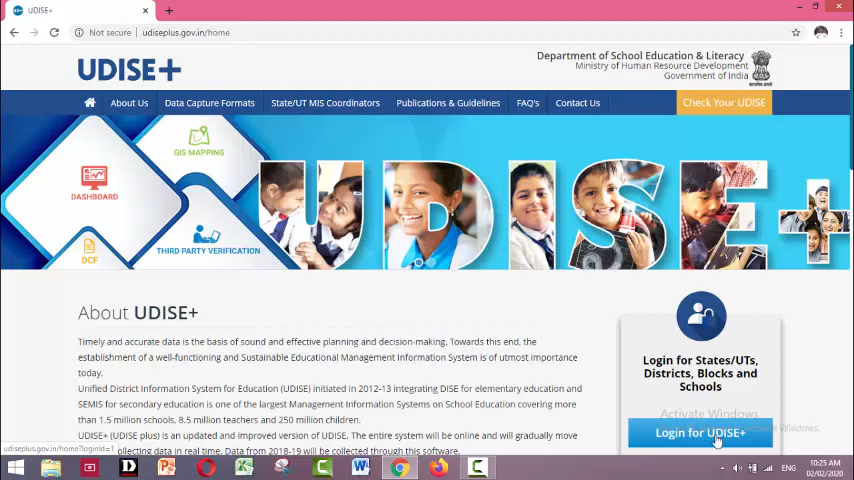 UDISE+
Not secure
udiseplus.gov.in/home
UDISE+
Department of School Education & Literacy
Ministry of Human Resource Development
Government of India
About Us
Data Capture Formats
State/UT MIS Coordinators
Publications & Guidelines
FAQ's
Contact Us
Check Your UDISE
GIS MAPPING
DASHBOARD
THIRD PARTY VERIFICATION
DCF
UDISE+
About UDISE+
Timely and accurate data is the basis of sound and effective planning and decision-making. Towards this end, the
establishment of a well-functioning and Sustainable Educational Management Information System is of utmost importance
today.
Unified District Information System for Education (UDISE) initiated in 2012-13 integrating DISE for elementary education and
SEMIS for secondary education is one of the largest Management Information Systems on School Education covering more
than 1.5 million schools, 8.5 million teachers and 250 million children.
UDISE+ (UDISE plus) is an updated and improved version of UDISE. The entire system will be online and will gradually move
collecting data in real time. Data from 2018-19 will be collected through this software.
Login for States/UTs,
Districts, Blocks and
Schools
Activate Windows
Login for UDISE+
udiseplus.gov.in/home?loginId=1
ENG
10:25 AM
02/02/2020